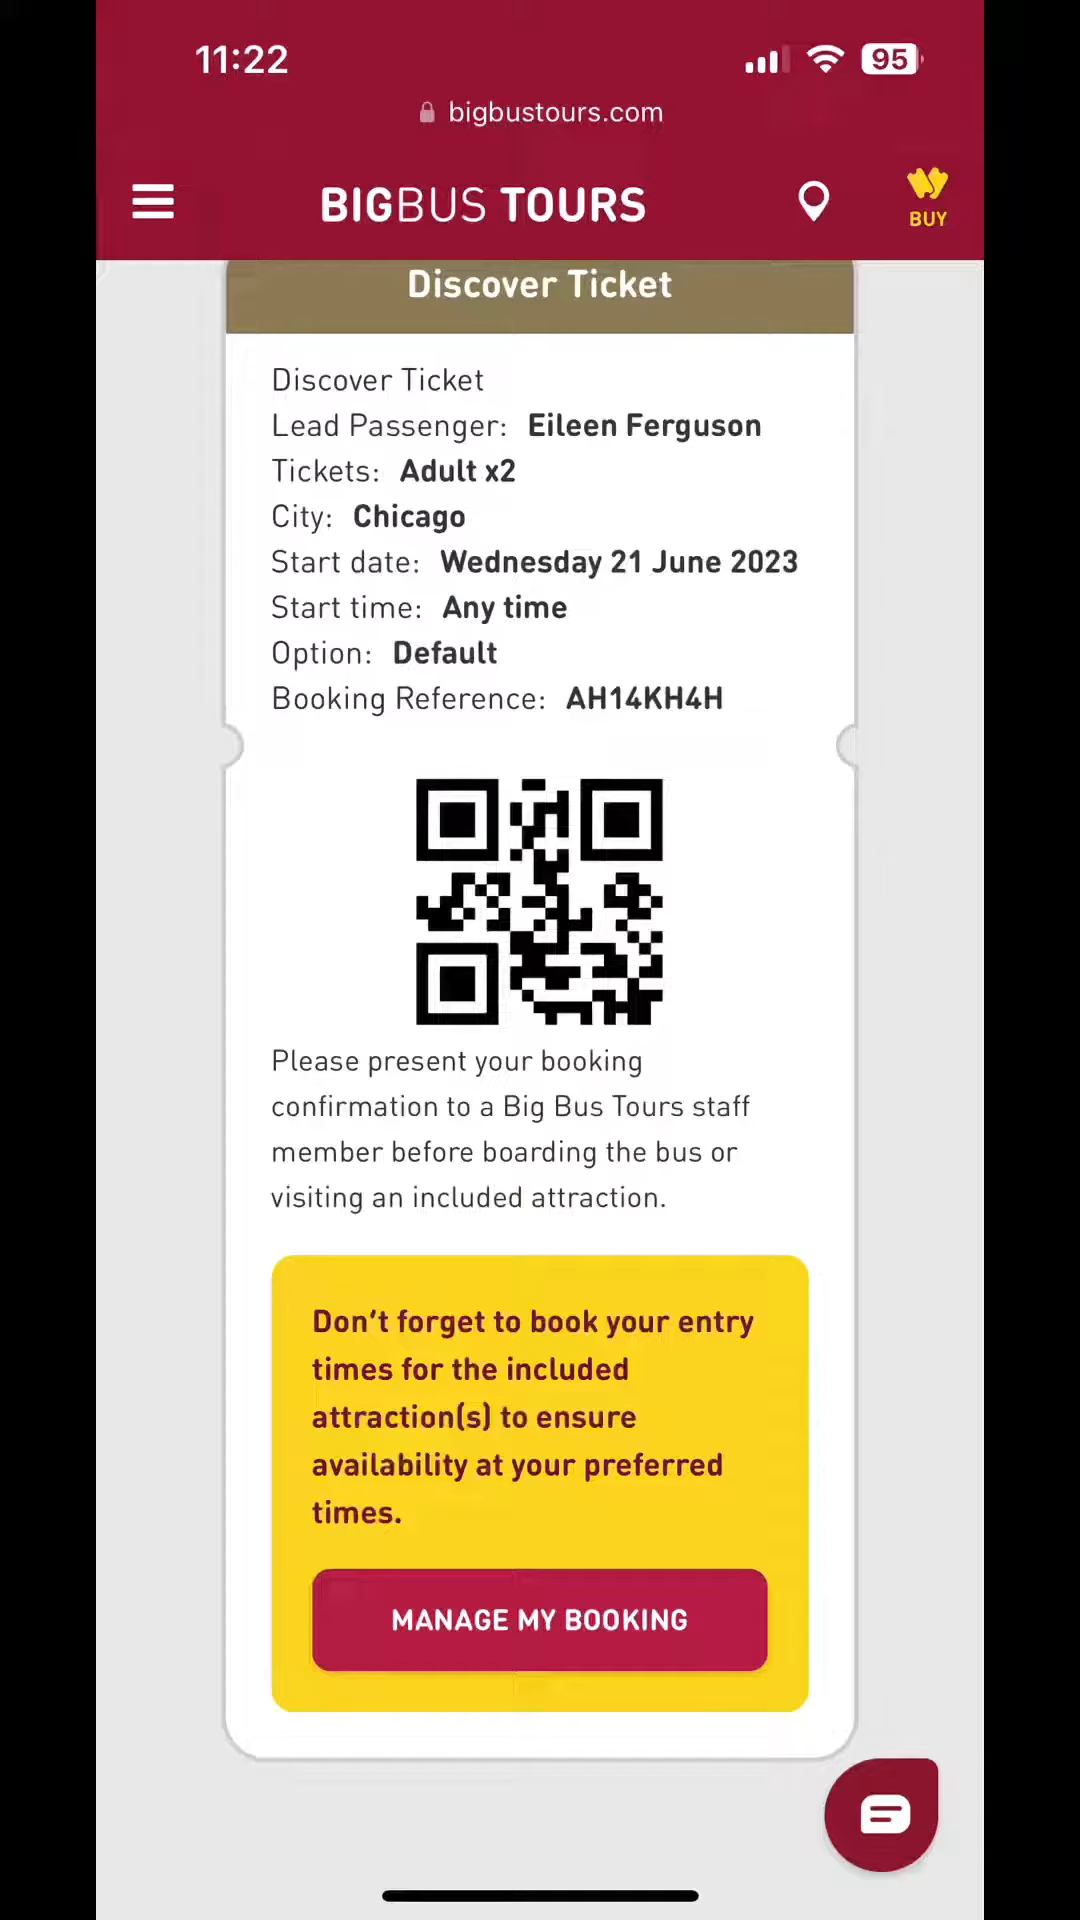 11:22
95
bigbustours.com
BIGBUS TOURS
BUY
Discover Ticket
Discover Ticket
Lead Passenger: Eileen Ferguson
Tickets: Adult x2
City: Chicago
Start date: Wednesday 21 June 2023
Start time: Any time
Option: Default
Booking Reference: AH14KH4H
Please present your booking
confirmation to a Big Bus Tours staff
member before boarding the bus or
visiting an included attraction.
Don't forget to book your entry
times for the included
attraction(s) to ensure
availability at your preferred
times.
MANAGE MY BOOKING